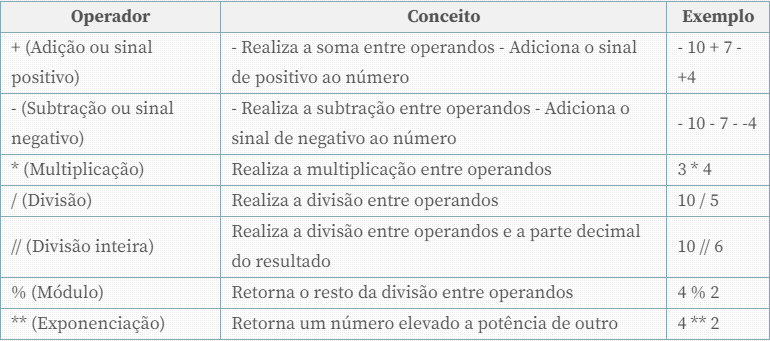 Operador Conceito Exemplo
+ (Adição ou sinal
positivo)
- Realiza a soma entre operandos - Adiciona o sinal
de positivo ao número
- 10 + 7 -
+4
- (Subtração ou sinal
negativo)
- Realiza a subtração entre operandos - Adiciona o
sinal de negativo ao número
- 10 - 7 - -4
* (Multiplicação) Realiza a multiplicação entre operandos 3 * 4
/ (Divisão) Realiza a divisão entre operandos 10 / 5
// (Divisão inteira)
Realiza a divisão entre operandos e a parte decimal
do resultado
10 // 6
% (Módulo) Retorna o resto da divisão entre operandos 4 % 2
** (Exponenciação) Retorna um número elevado a potência de outro 4 ** 2